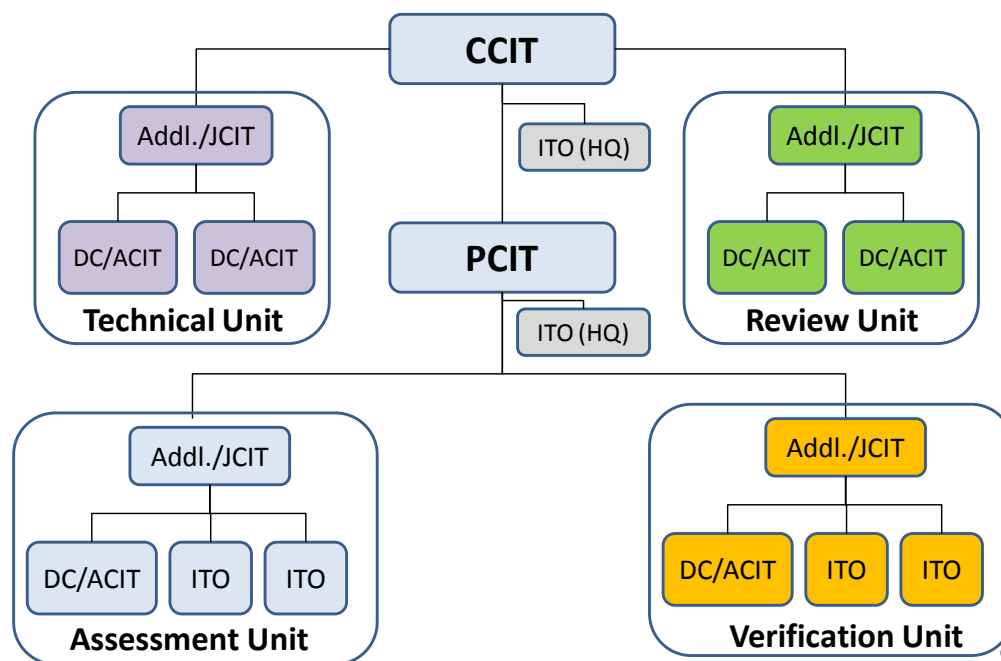 CCIT
Addl./JCIT
ITO (HQ)
Addl./JCIT
DC/ACIT
DC/ACIT
PCIT
DC/ACIT
DC/ACIT
Technical Unit
ITO (HQ)
Review Unit
Addl./JCIT
Addl./JCIT
DC/ACIT
ITO
ITO
DC/ACIT
ITO
ITO
Assessment Unit
Verification Unit